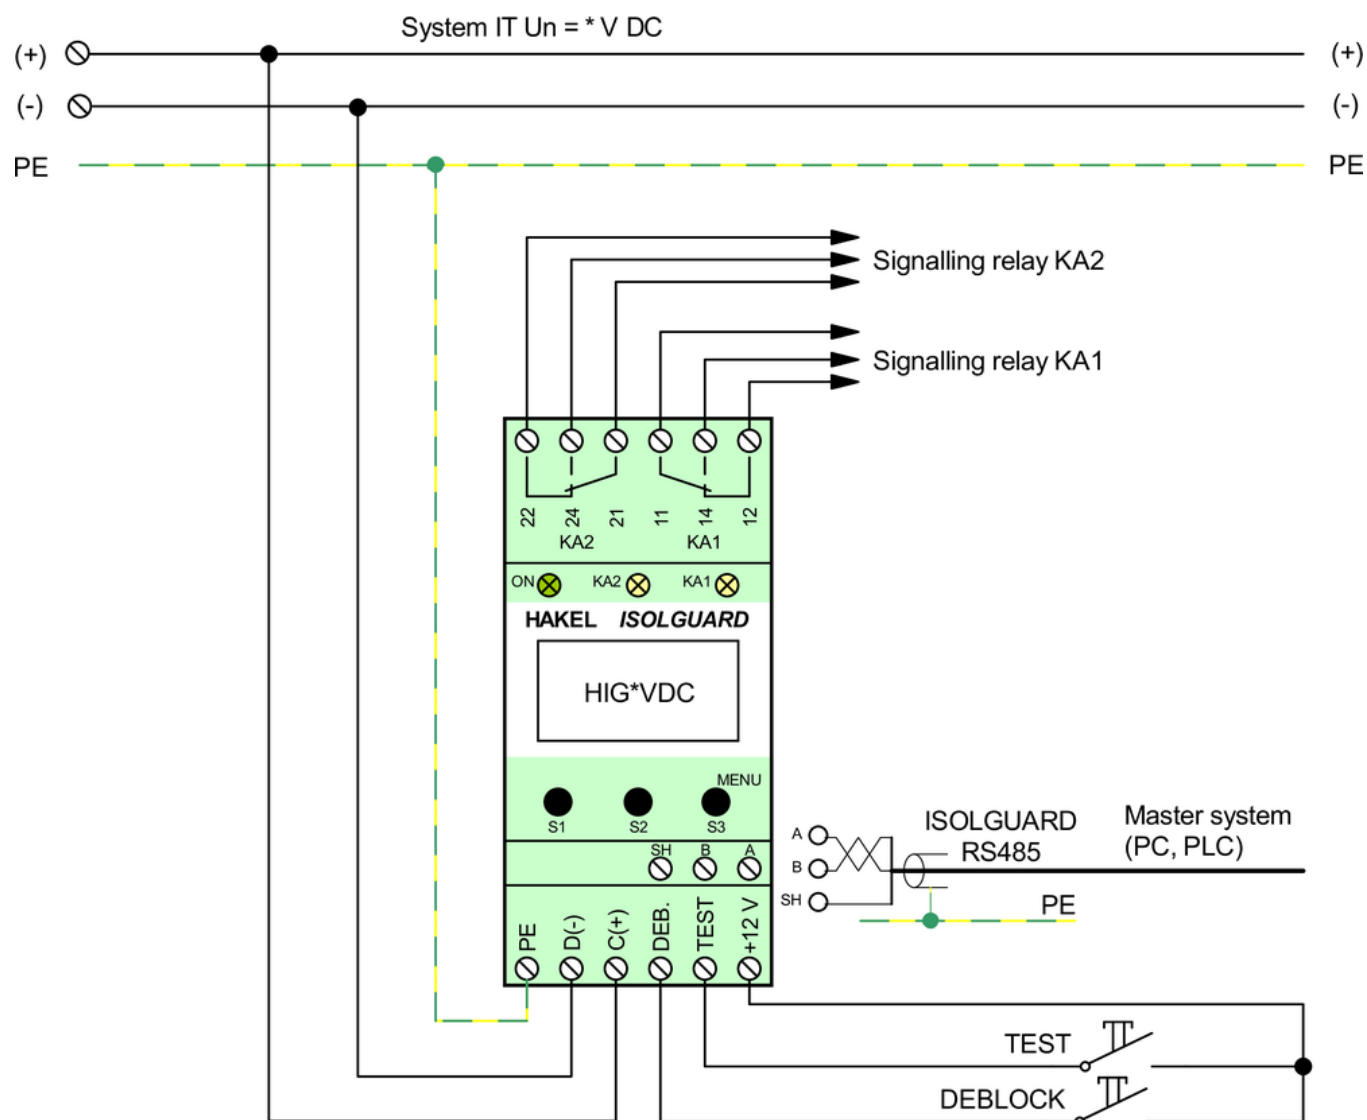 System IT Un = * V DC
(+) (+)
(-) (-)
PE PE
Signalling relay KA2
Signalling relay KA1
22 24 21 11 14 12
KA2 KA1
ON KA2 KA1
HAKEL ISOLGUARD
HIG*VDC
MENU
S1 S2 S3
SH B A
PE D(-) C(+) DEB. TEST +12 V
A
B
SH
ISOLGUARD
RS485
Master system
(PC, PLC)
PE
TEST
DEBLOCK